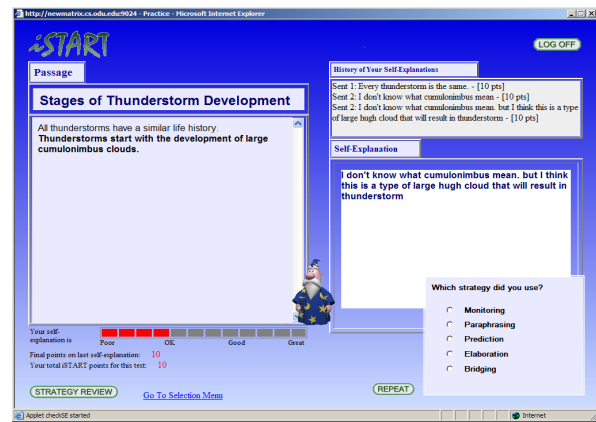 http://newmatrix.cs.odu.edu:9024 - Practice - Microsoft Internet Explorer
iSTART
LOG OFF
Passage
Stages of Thunderstorm Development
All thunderstorms have a similar life history.
Thunderstorms start with the development of large
cumulonimbus clouds.
History of Your Self-Explanations
Sent 1: Every thunderstorm is the same. - [10 pts]
Sent 2: I don't know what cumulonimbus mean - [10 pts]
Sent 2: I don't know what cumulonimbus mean. but I think this is a type
of large hugh cloud that will result in thunderstorm - [10 pts]
Self-Explanation
I don't know what cumulonimbus mean. but I think
this is a type of large hugh cloud that will result in
thunderstorm
Which strategy did you use?
Monitoring
Paraphrasing
Prediction
Elaboration
Bridging
Your self-
explanation is
Poor OK Good Great
Final points on last self-explanation: 10
Your total iSTART points for this text: 10
STRATEGY REVIEW
Go To Selection Menu
REPEAT
Applet checkSE started
Internet